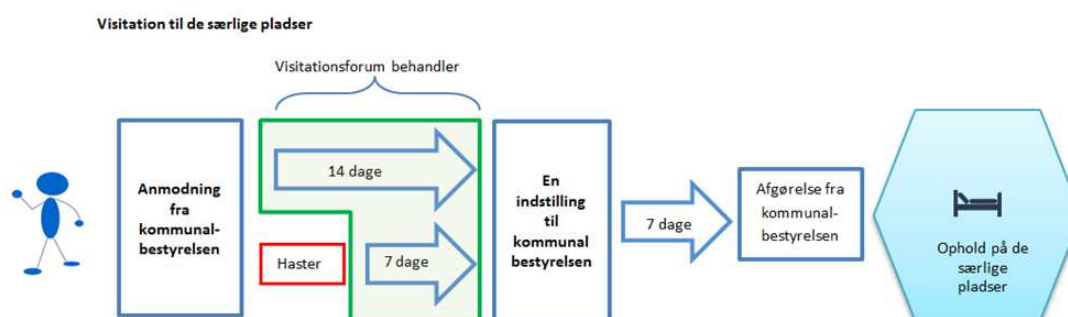 Visitation til de særlige pladser
Visitationsforum behandler
Anmodning
fra
kommunal-
bestyrelsen
14 dage
Haster
7 dage
En
indstilling
til
kommunal
bestyrelsen
7 dage
Afgørelse fra
kommunal-
bestyrelsen
Ophold på de
særlige
pladser